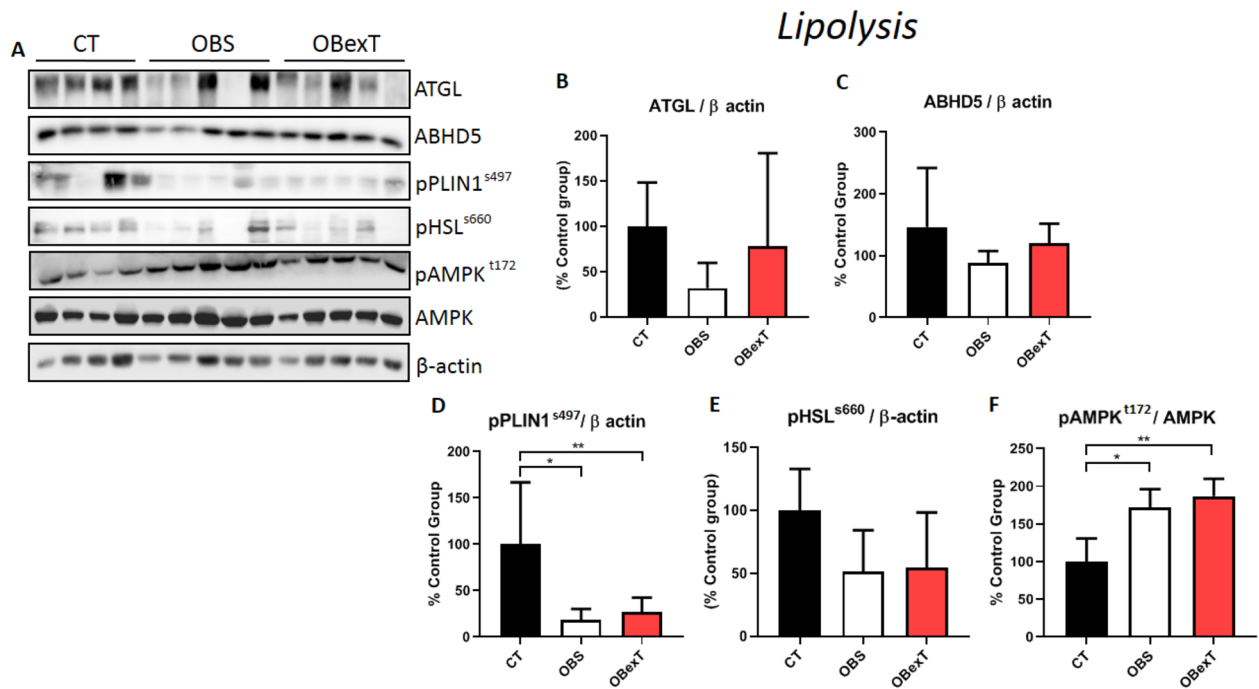 Lipolysis
A
CT OBS OBexT
ATGL
ABHD5
pPLIN1s497
pHSLs660
pAMPK t172
AMPK
β-actin
B
ATGL / β actin
(% Control group)
200
150
100
50
0
CT OBS OBexT
C
ABHD5 / β actin
% Control Group
300
200
100
0
CT OBS OBexT
D
pPLIN1s497/ β actin
% Control Group
200
150
100
50
0
**
*
CT OBS OBexT
E
pHSLs660 / β-actin
(% Control group)
150
100
50
0
CT OBS OBexT
F
pAMPKt172/ AMPK
% Control Group
250
200
150
100
50
0
**
*
CT OBS OBexT